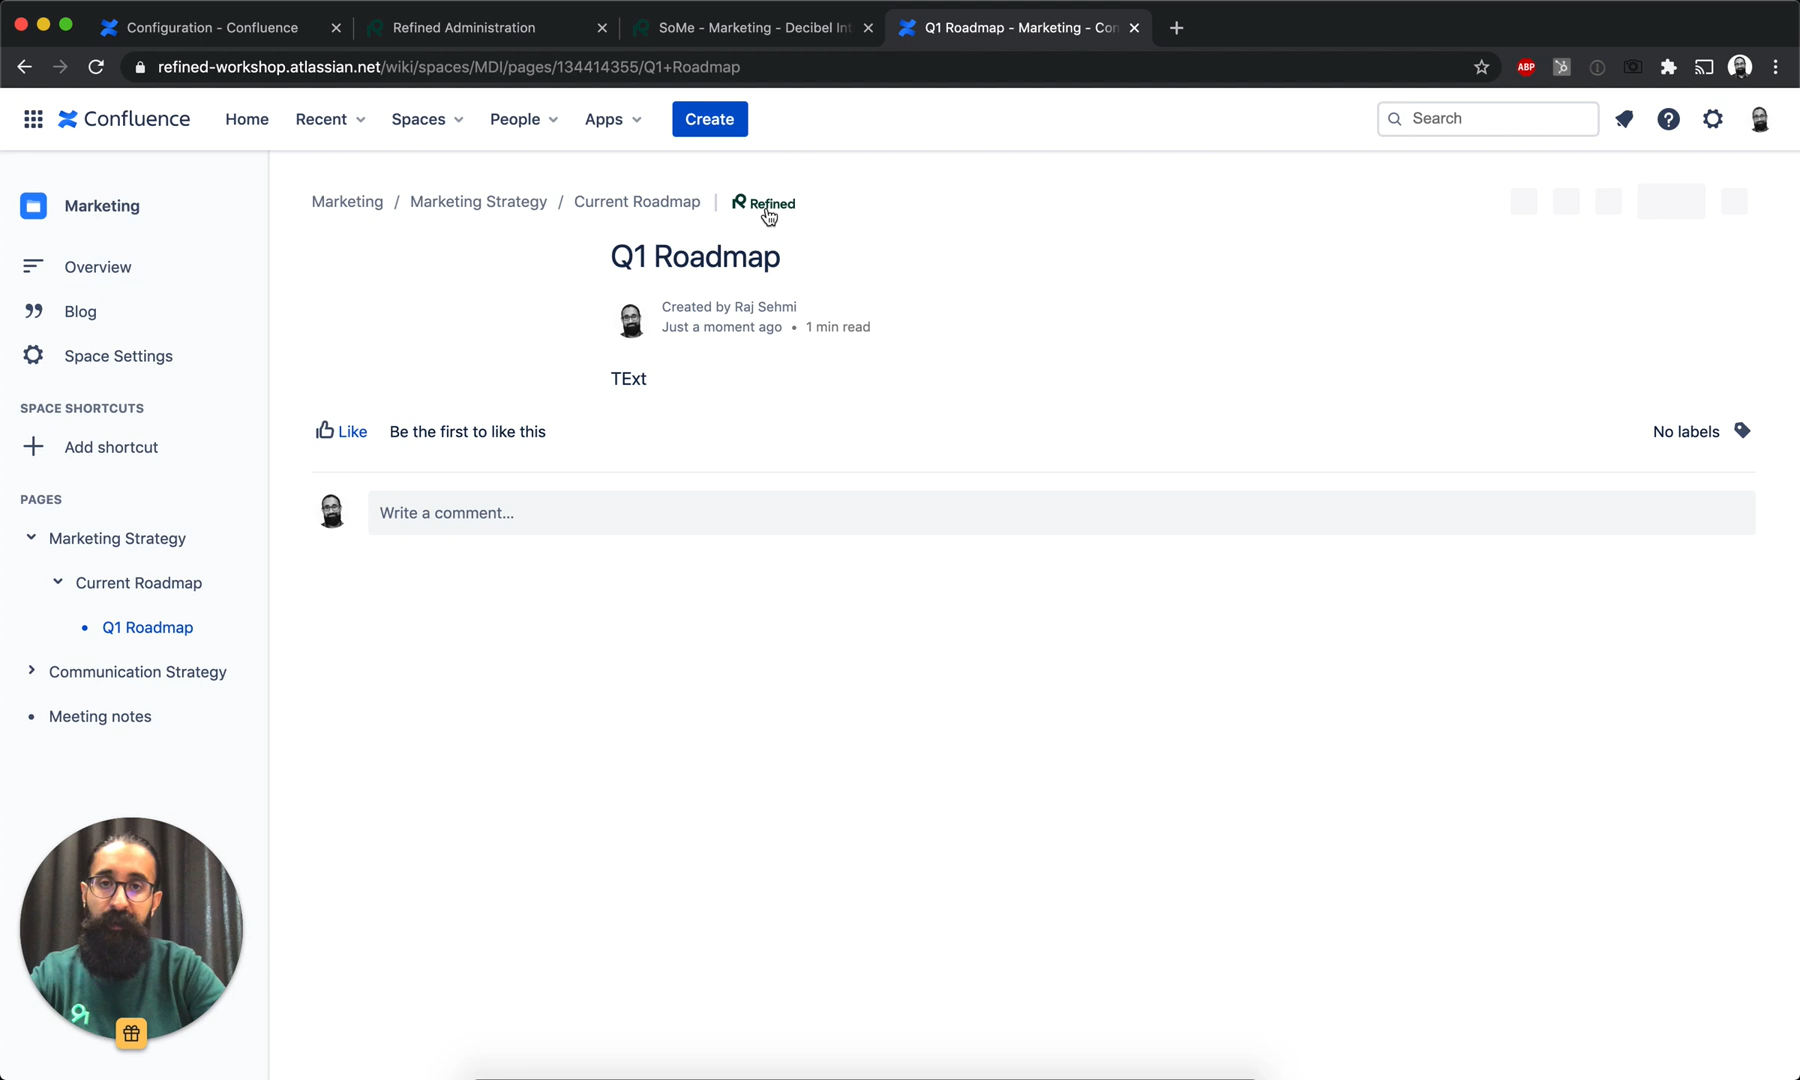 Configuration - Confluence
Refined Administration
SoMe - Marketing - Decibel Int
Q1 Roadmap - Marketing - Con
refined-workshop.atlassian.net/wiki/spaces/MDI/pages/134414355/Q1+Roadmap
ABP
Confluence
Home
Recent
Spaces
People
Apps
Create
Search
Marketing
Overview
Blog
Space Settings
SPACE SHORTCUTS
Add shortcut
PAGES
Marketing Strategy
Current Roadmap
Q1 Roadmap
Communication Strategy
Meeting notes
Marketing / Marketing Strategy / Current Roadmap | Refined
Q1 Roadmap
Created by Raj Sehmi
Just a moment ago • 1 min read
TExt
Like
Be the first to like this
No labels
Write a comment...